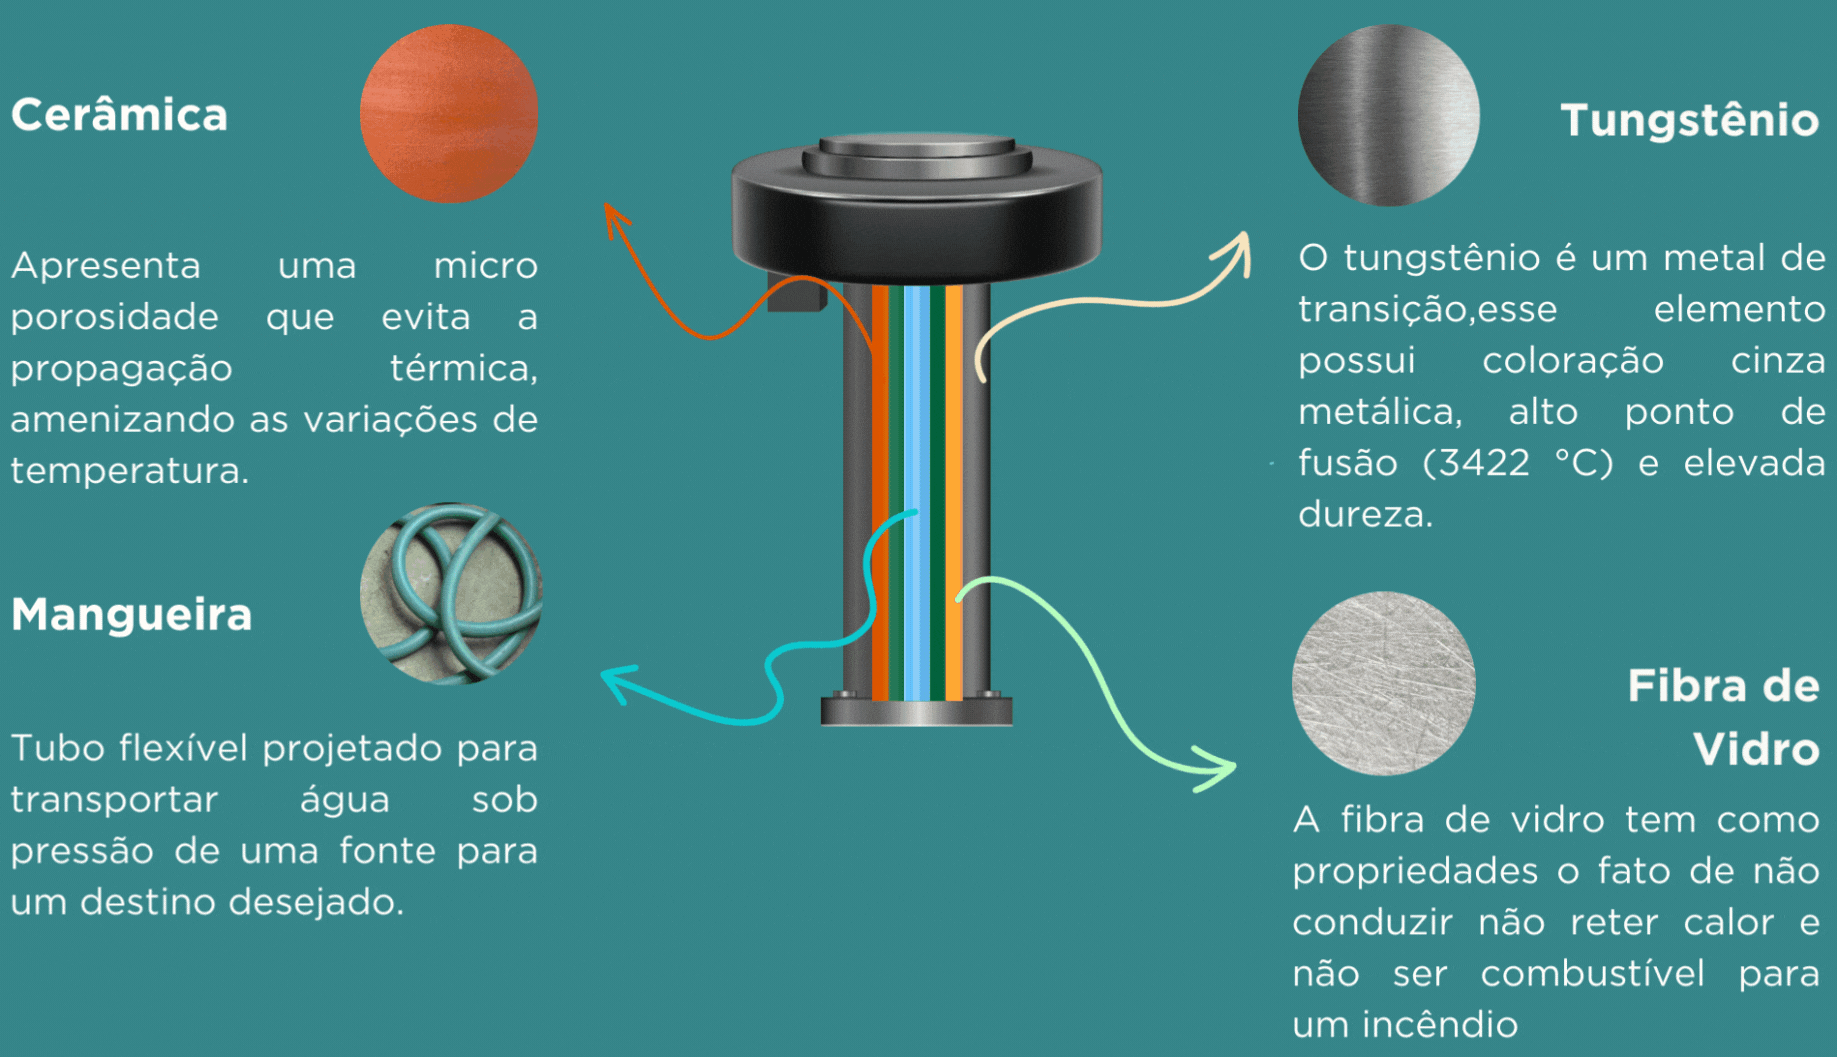 Cerâmica
Apresenta uma micro
porosidade que evita a
propagação térmica,
amenizando as variações de
temperatura.
Mangueira
Tubo flexível projetado para
transportar água sob
pressão de uma fonte para
um destino desejado.
Tungstênio
O tungstênio é um metal de
transição,esse elemento
possui coloração cinza
metálica, alto ponto de
fusão (3422 °C) e elevada
dureza.
Fibra de
Vidro
A fibra de vidro tem como
propriedades o fato de não
conduzir não reter calor e
não ser combustível para
um incêndio